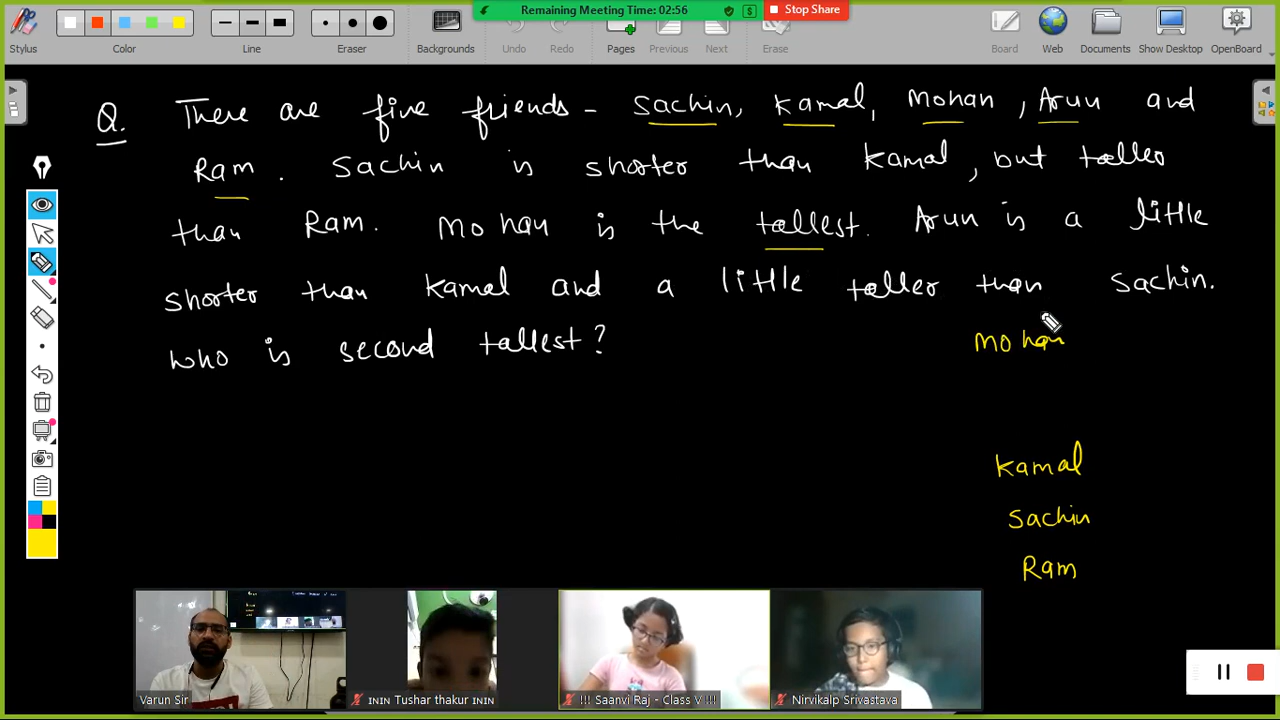 Remaining Meeting Time: 02:56
Stop Share
Stylus
Color
Line
Eraser
Backgrounds
Undo
Redo
Pages
Previous
Next
Erase
Board
Web
Documents
Show Desktop
OpenBoard
Q. There are five friends - Sachin, Kamal, Mohan, Arun and
Ram. Sachin is shorter than Kamal, but taller
than Ram. Mohan is the tallest. Arun is a little
shorter than Kamal and a little taller than Sachin.
Who is second tallest?
Mohan
Kamal
Sachin
Ram
Varun Sir
ININ Tushar thakur ININ
!!! Saanvi Raj - Class V !!!
Nirvikalp Srivastava